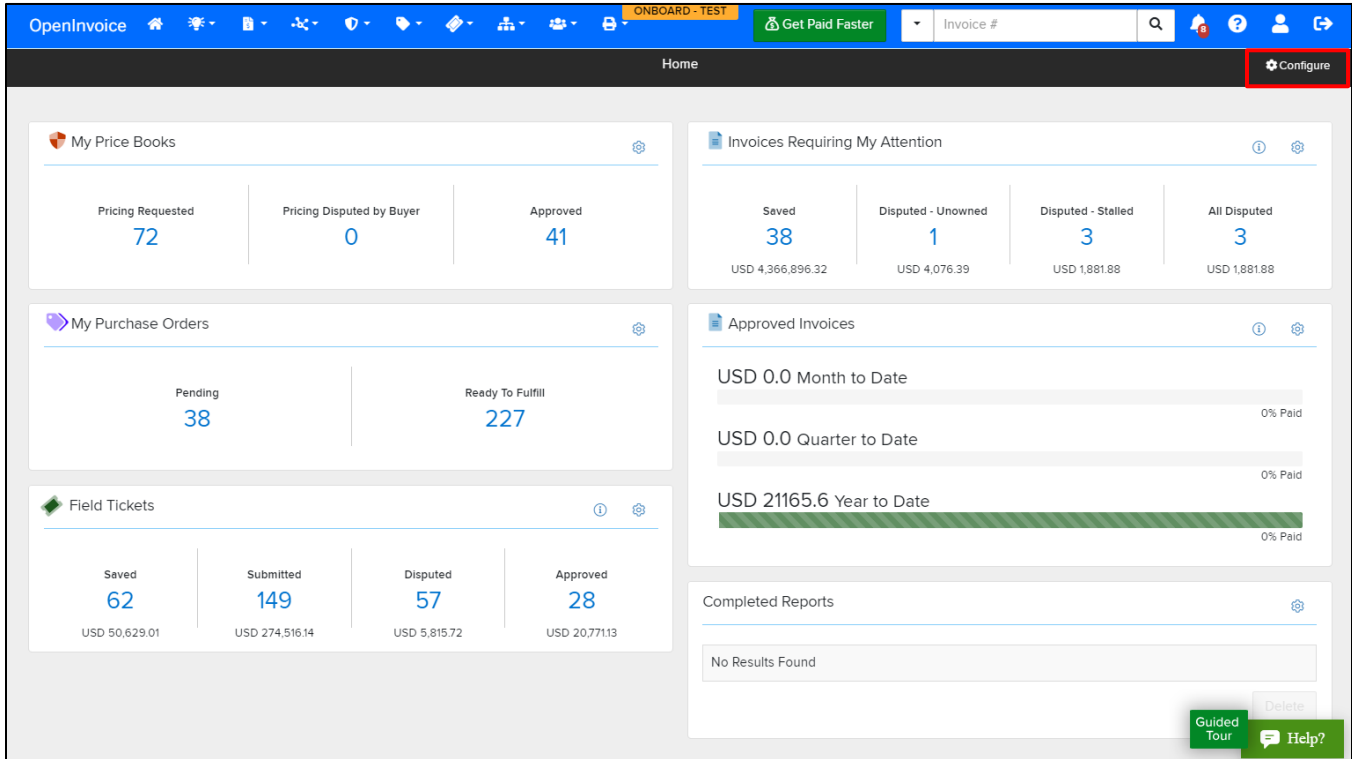 ONBOARD - TEST
OpenInvoice
Get Paid Faster
Invoice #
8
Home
Configure
My Price Books
Pricing Requested Pricing Disputed by Buyer Approved
72 0 41
Invoices Requiring My Attention
Saved Disputed - Unowned Disputed - Stalled All Disputed
38 1 3 3
USD 4,366,896.32 USD 4,076.39 USD 1,881.88 USD 1,881.88
My Purchase Orders
Pending Ready To Fulfill
38 227
Approved Invoices
USD 0.0 Month to Date
0% Paid
USD 0.0 Quarter to Date
0% Paid
USD 21165.6 Year to Date
0% Paid
Field Tickets
Saved Submitted Disputed Approved
62 149 57 28
USD 50,629.01 USD 274,516.14 USD 5,815.72 USD 20,771.13
Completed Reports
No Results Found
Delete
Guided
Tour
Help?